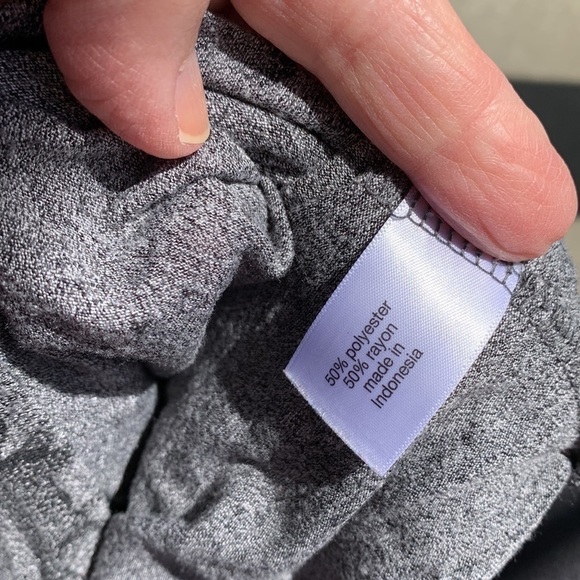 50% polyester
50% rayon
made in
Indonesia